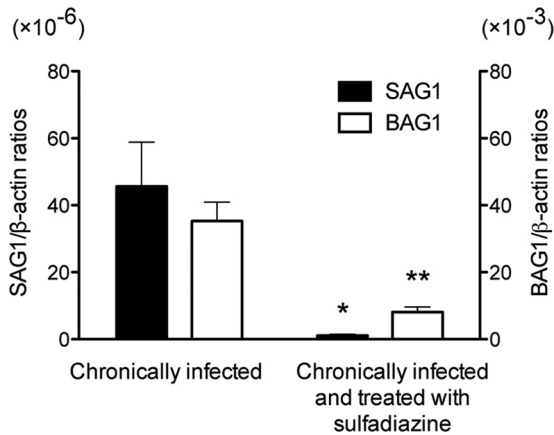 (×10⁻⁶)
(×10⁻³)
80
60
40
20
0
SAG1/β-actin ratios
SAG1
BAG1
*
**
80
60
40
20
0
BAG1/β-actin ratios
Chronically infected
Chronically infected
and treated with
sulfadiazine